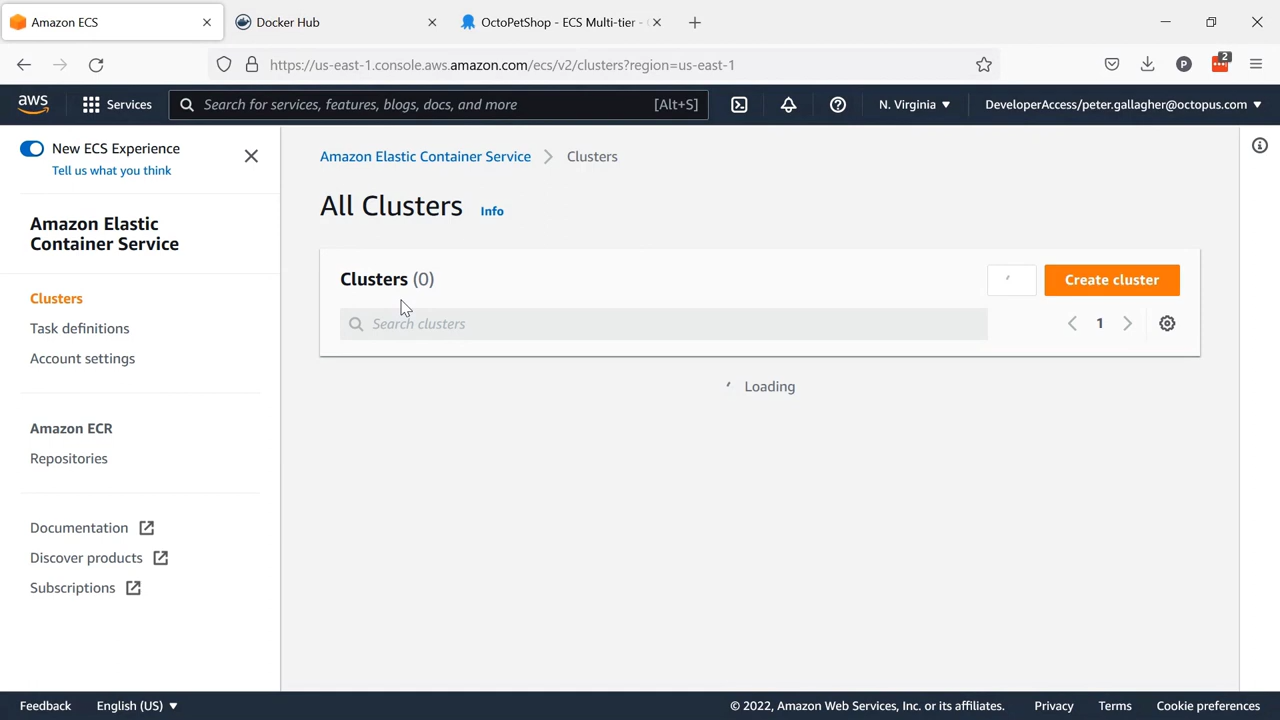 Amazon ECS
Docker Hub
OctoPetShop - ECS Multi-tier -
https://us-east-1.console.aws.amazon.com/ecs/v2/clusters?region=us-east-1
P
2
aws
Services
Search for services, features, blogs, docs, and more
[Alt+S]
N. Virginia
DeveloperAccess/peter.gallagher@octopus.com
New ECS Experience
Tell us what you think
Amazon Elastic
Container Service
Clusters
Task definitions
Account settings
Amazon ECR
Repositories
Documentation
Discover products
Subscriptions
Amazon Elastic Container Service
Clusters
All Clusters
Info
Clusters (0)
Create cluster
Search clusters
1
Loading
Feedback
English (US)
© 2022, Amazon Web Services, Inc. or its affiliates.
Privacy
Terms
Cookie preferences